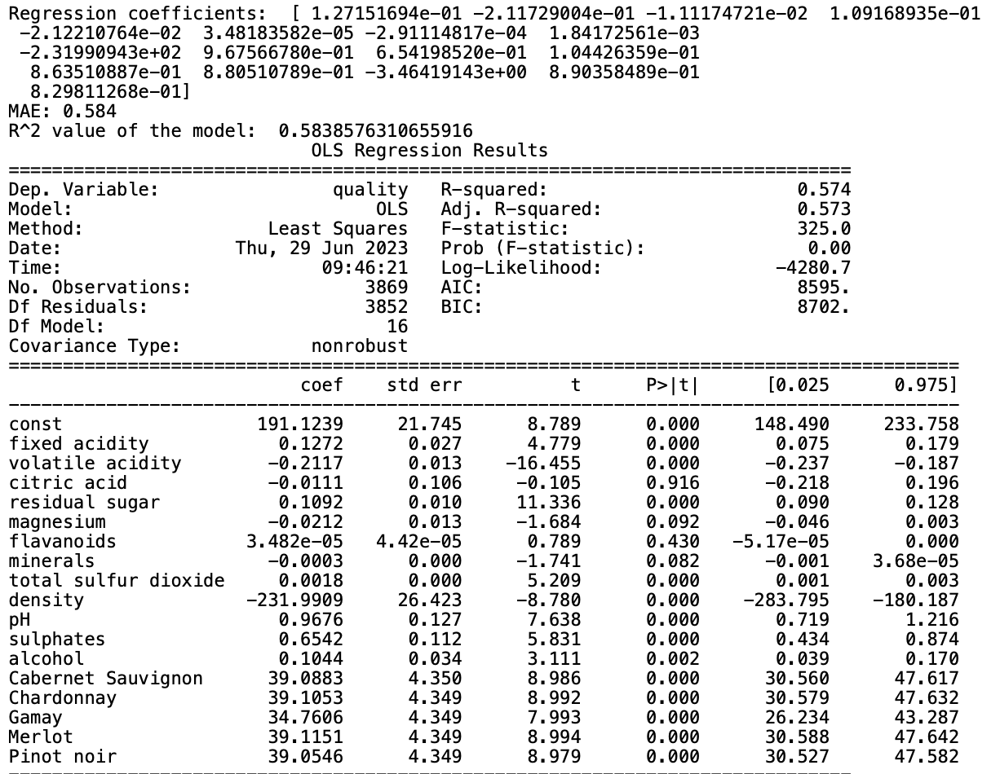 Regression coefficients:  [ 1.27151694e-01 -2.11729004e-01 -1.11174721e-02  1.09168935e-01
 -2.12210764e-02  3.48183582e-05 -2.91114817e-04  1.84172561e-03
 -2.31990943e+02  9.67566780e-01  6.54198520e-01  1.04426359e-01
  8.63510887e-01  8.80510789e-01 -3.46419143e+00  8.90358489e-01
  8.29811268e-01]
MAE: 0.584
R^2 value of the model:  0.5838576310655916
                            OLS Regression Results
==============================================================================
Dep. Variable:                quality   R-squared:                       0.574
Model:                            OLS   Adj. R-squared:                  0.573
Method:                 Least Squares   F-statistic:                     325.0
Date:                Thu, 29 Jun 2023   Prob (F-statistic):               0.00
Time:                        09:46:21   Log-Likelihood:                -4280.7
No. Observations:                3869   AIC:                             8595.
Df Residuals:                    3852   BIC:                             8702.
Df Model:                          16
Covariance Type:            nonrobust
========================================================================================
                           coef    std err          t      P>|t|      [0.025      0.975]
----------------------------------------------------------------------------------------
const                  191.1239     21.745      8.789      0.000     148.490     233.758
fixed acidity            0.1272      0.027      4.779      0.000       0.075       0.179
volatile acidity        -0.2117      0.013    -16.455      0.000      -0.237      -0.187
citric acid             -0.0111      0.106     -0.105      0.916      -0.218       0.196
residual sugar           0.1092      0.010     11.336      0.000       0.090       0.128
magnesium               -0.0212      0.013     -1.684      0.092      -0.046       0.003
flavanoids            3.482e-05   4.42e-05      0.789      0.430   -5.17e-05       0.000
minerals                -0.0003      0.000     -1.741      0.082      -0.001    3.68e-05
total sulfur dioxide     0.0018      0.000      5.209      0.000       0.001       0.003
density               -231.9909     26.423     -8.780      0.000    -283.795    -180.187
pH                       0.9676      0.127      7.638      0.000       0.719       1.216
sulphates                0.6542      0.112      5.831      0.000       0.434       0.874
alcohol                  0.1044      0.034      3.111      0.002       0.039       0.170
Cabernet Sauvignon      39.0883      4.350      8.986      0.000      30.560      47.617
Chardonnay              39.1053      4.349      8.992      0.000      30.579      47.632
Gamay                   34.7606      4.349      7.993      0.000      26.234      43.287
Merlot                  39.1151      4.349      8.994      0.000      30.588      47.642
Pinot noir              39.0546      4.349      8.979      0.000      30.527      47.582